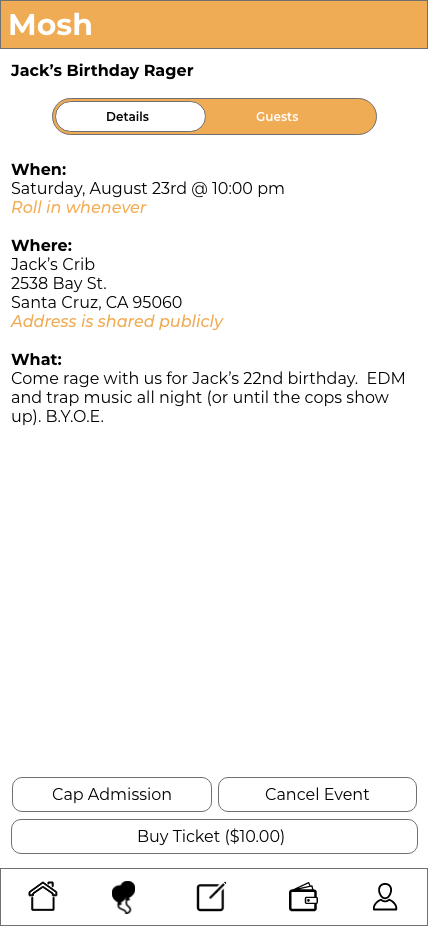 Mosh
Jack’s Birthday Rager
Details
Guests
When:
Saturday, August 23rd @ 10:00 pm
Roll in whenever
Where:
Jack’s Crib
2538 Bay St.
Santa Cruz, CA 95060
Address is shared publicly
What:
Come rage with us for Jack’s 22nd birthday.  EDM
and trap music all night (or until the cops show
up). B.Y.O.E.
Cap Admission
Cancel Event
Buy Ticket ($10.00)